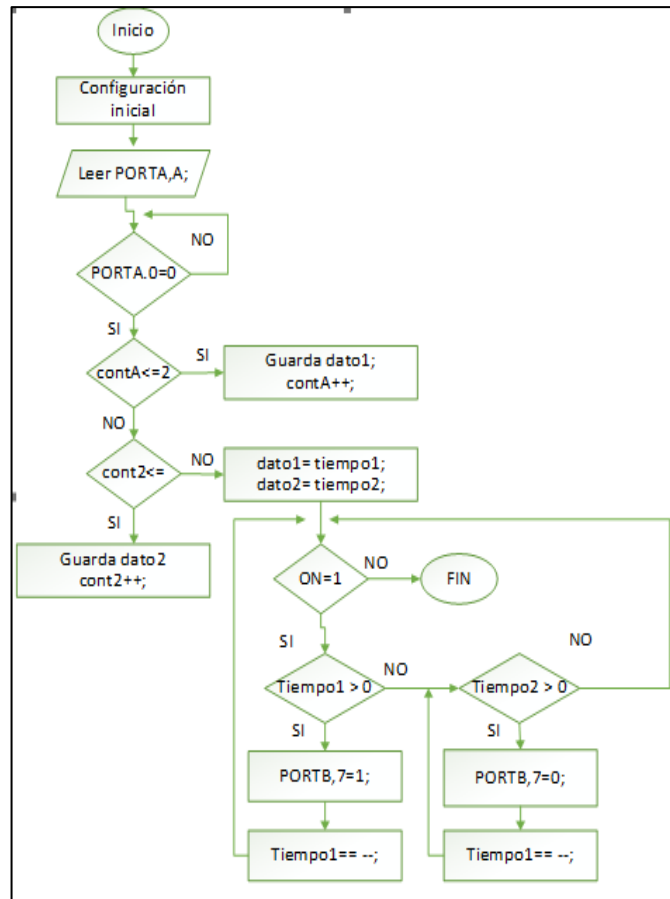 Inicio
Configuración
inicial
Leer PORTA,A;
NO
PORTA.0=0
SI
SI
contA<=2
Guarda dato1;
contA++;
NO
cont2<=
NO
dato1= tiempo1;
dato2= tiempo2;
SI
Guarda dato2
cont2++;
ON=1
NO
FIN
SI
NO
Tiempo1 > 0
NO
Tiempo2 > 0
SI
SI
PORTB,7=1;
PORTB,7=0;
Tiempo1== --;
Tiempo1== --;